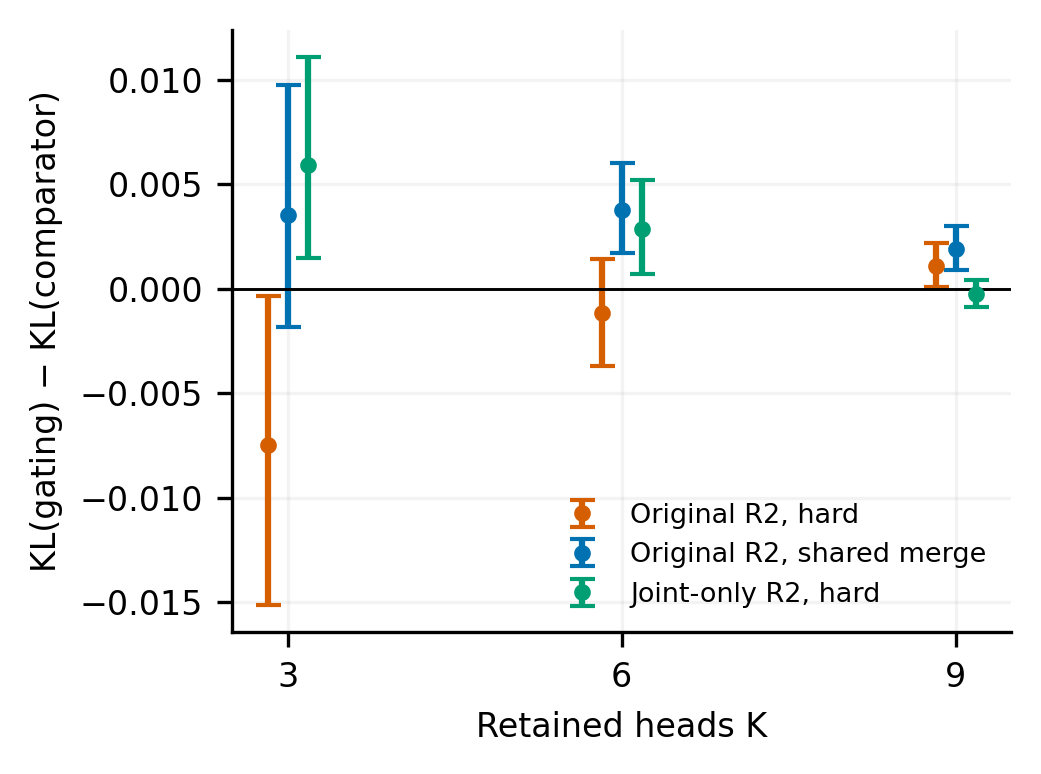 KL(gating) − KL(comparator)
0.010
0.005
0.000
−0.005
−0.010
−0.015
Original R2, hard
Original R2, shared merge
Joint-only R2, hard
3 6 9
Retained heads K